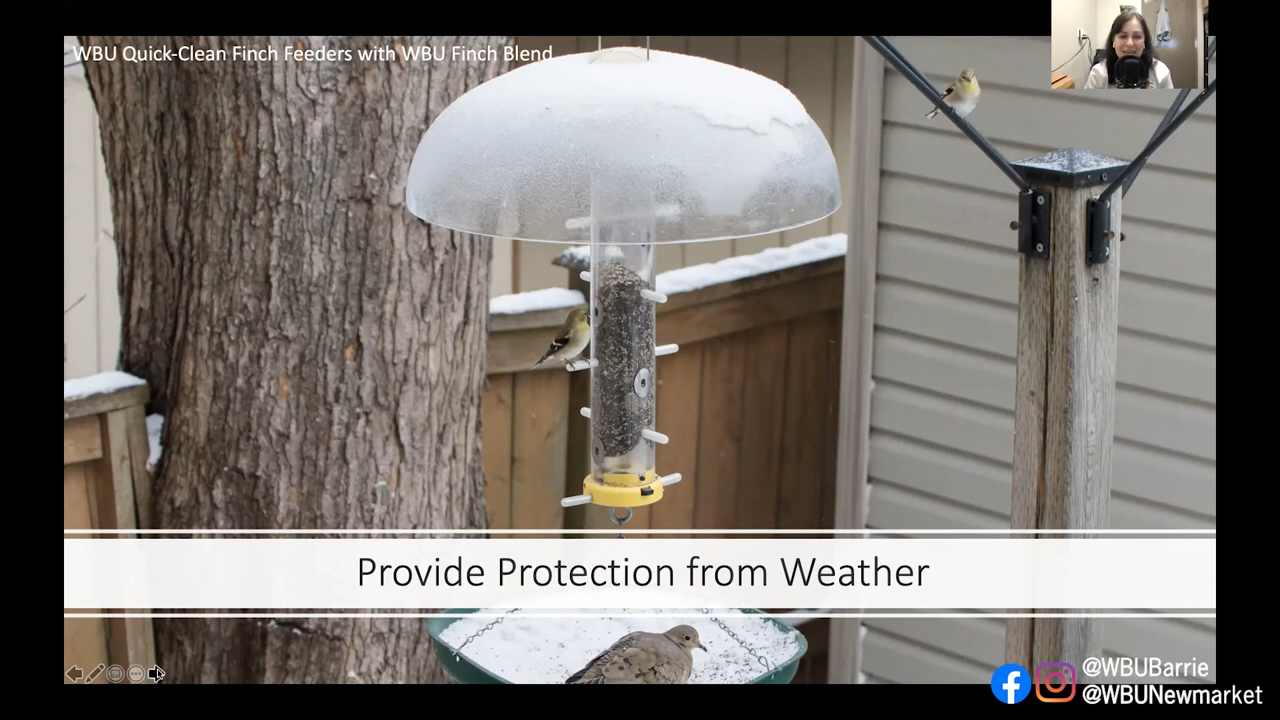 WBU Quick-Clean Finch Feeders with WBU Finch Blend
Provide Protection from Weather
@WBUBarrie
@WBUNewmarket